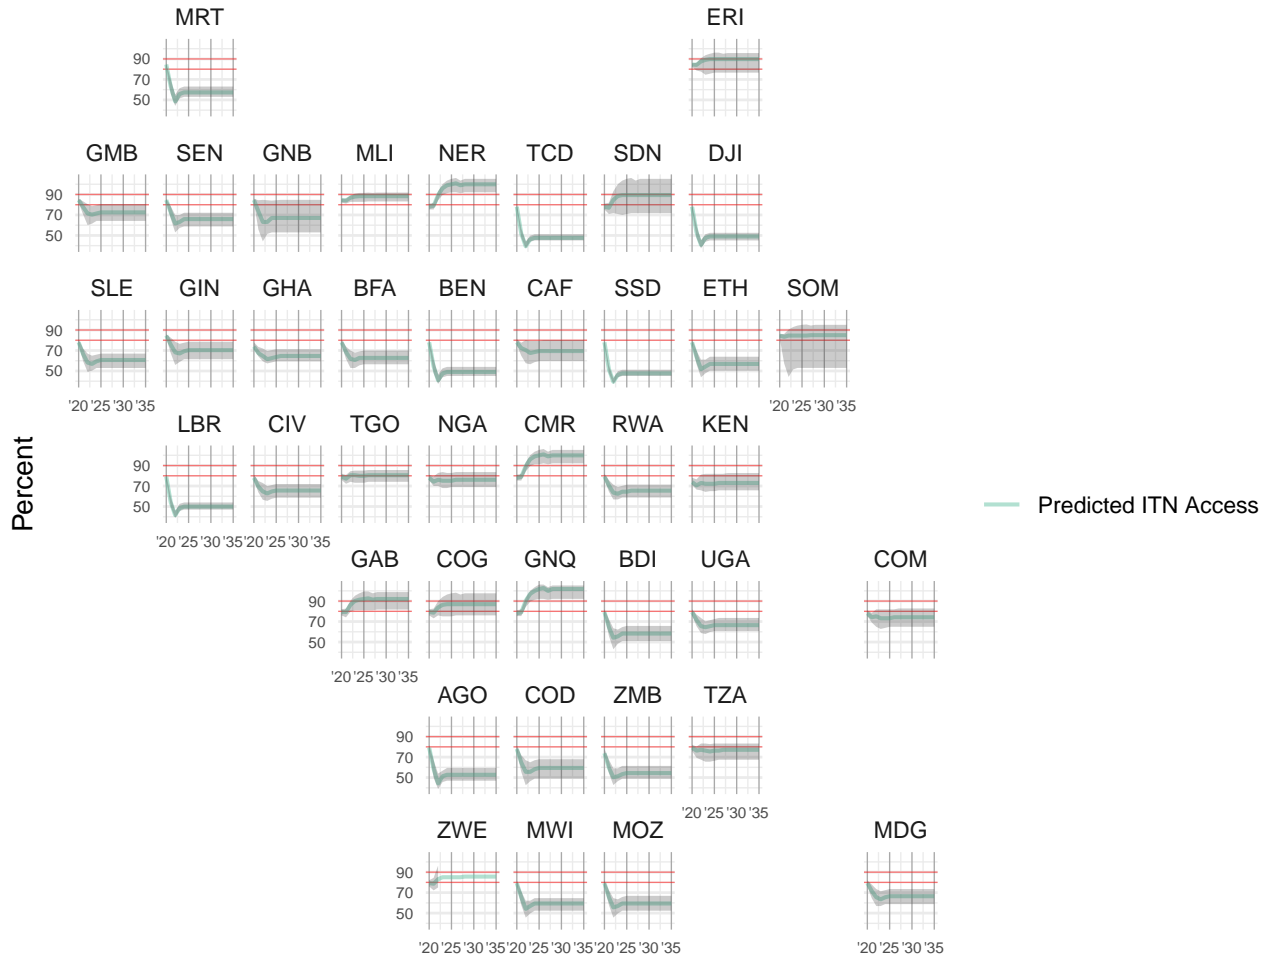 MRT ERI
90
70
50
GMB SEN GNB MLI NER TCD SDN DJI
90
70
50
SLE GIN GHA BFA BEN CAF SSD ETH SOM
90
70
50
'20 '25 '30 '35 '20 '25 '30 '35
LBR CIV TGO NGA CMR RWA KEN
90
70
50
'20 '25 '30 '35 '20 '25 '30 '35
Percent
Predicted ITN Access
GAB COG GNQ BDI UGA COM
90
70
50
'20 '25 '30 '35
AGO COD ZMB TZA
90
70
50
'20 '25 '30 '35
ZWE MWI MOZ MDG
90
70
50
'20 '25 '30 '35 '20 '25 '30 '35 '20 '25 '30 '35 '20 '25 '30 '35